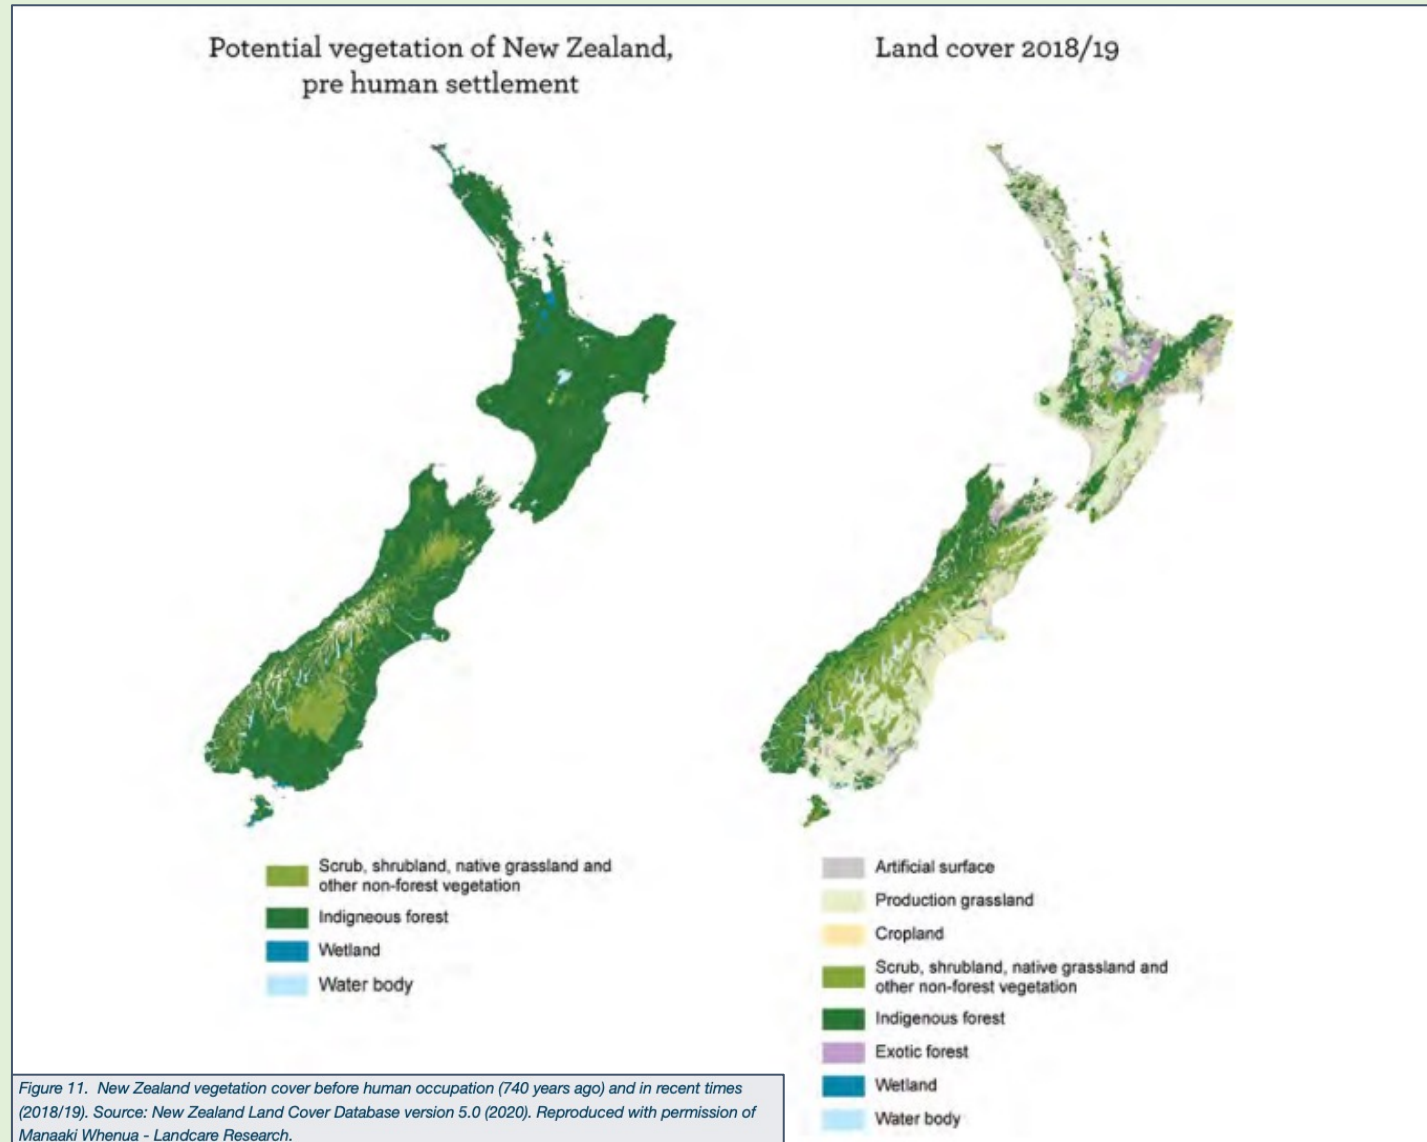 Potential vegetation of New Zealand,
pre human settlement
Land cover 2018/19
Scrub, shrubland, native grassland and
other non-forest vegetation
Indigneous forest
Wetland
Water body
Artificial surface
Production grassland
Cropland
Scrub, shrubland, native grassland and
other non-forest vegetation
Indigenous forest
Exotic forest
Wetland
Water body
Figure 11. New Zealand vegetation cover before human occupation (740 years ago) and in recent times
(2018/19). Source: New Zealand Land Cover Database version 5.0 (2020). Reproduced with permission of
Manaaki Whenua - Landcare Research.